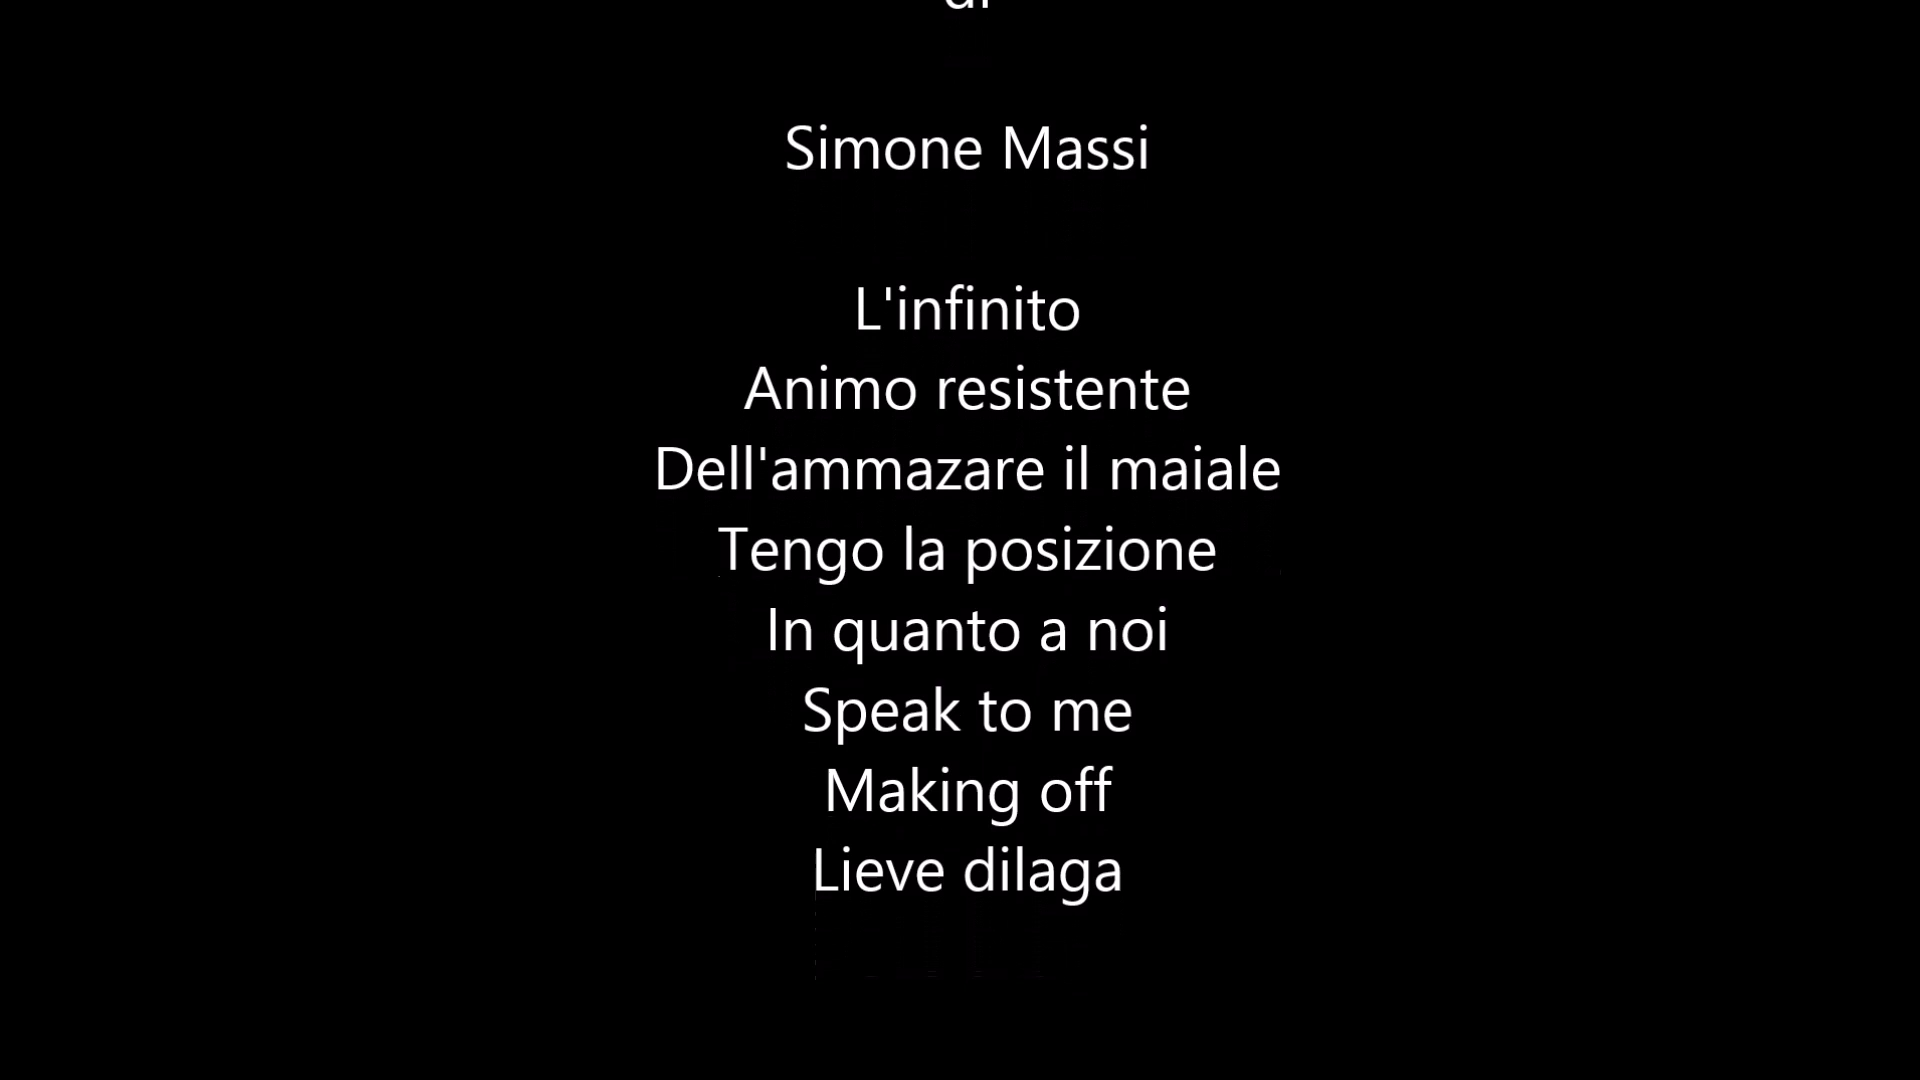 di
Simone Massi
L'infinito
Animo resistente
Dell'ammazare il maiale
Tengo la posizione
In quanto a noi
Speak to me
Making off
Lieve dilaga